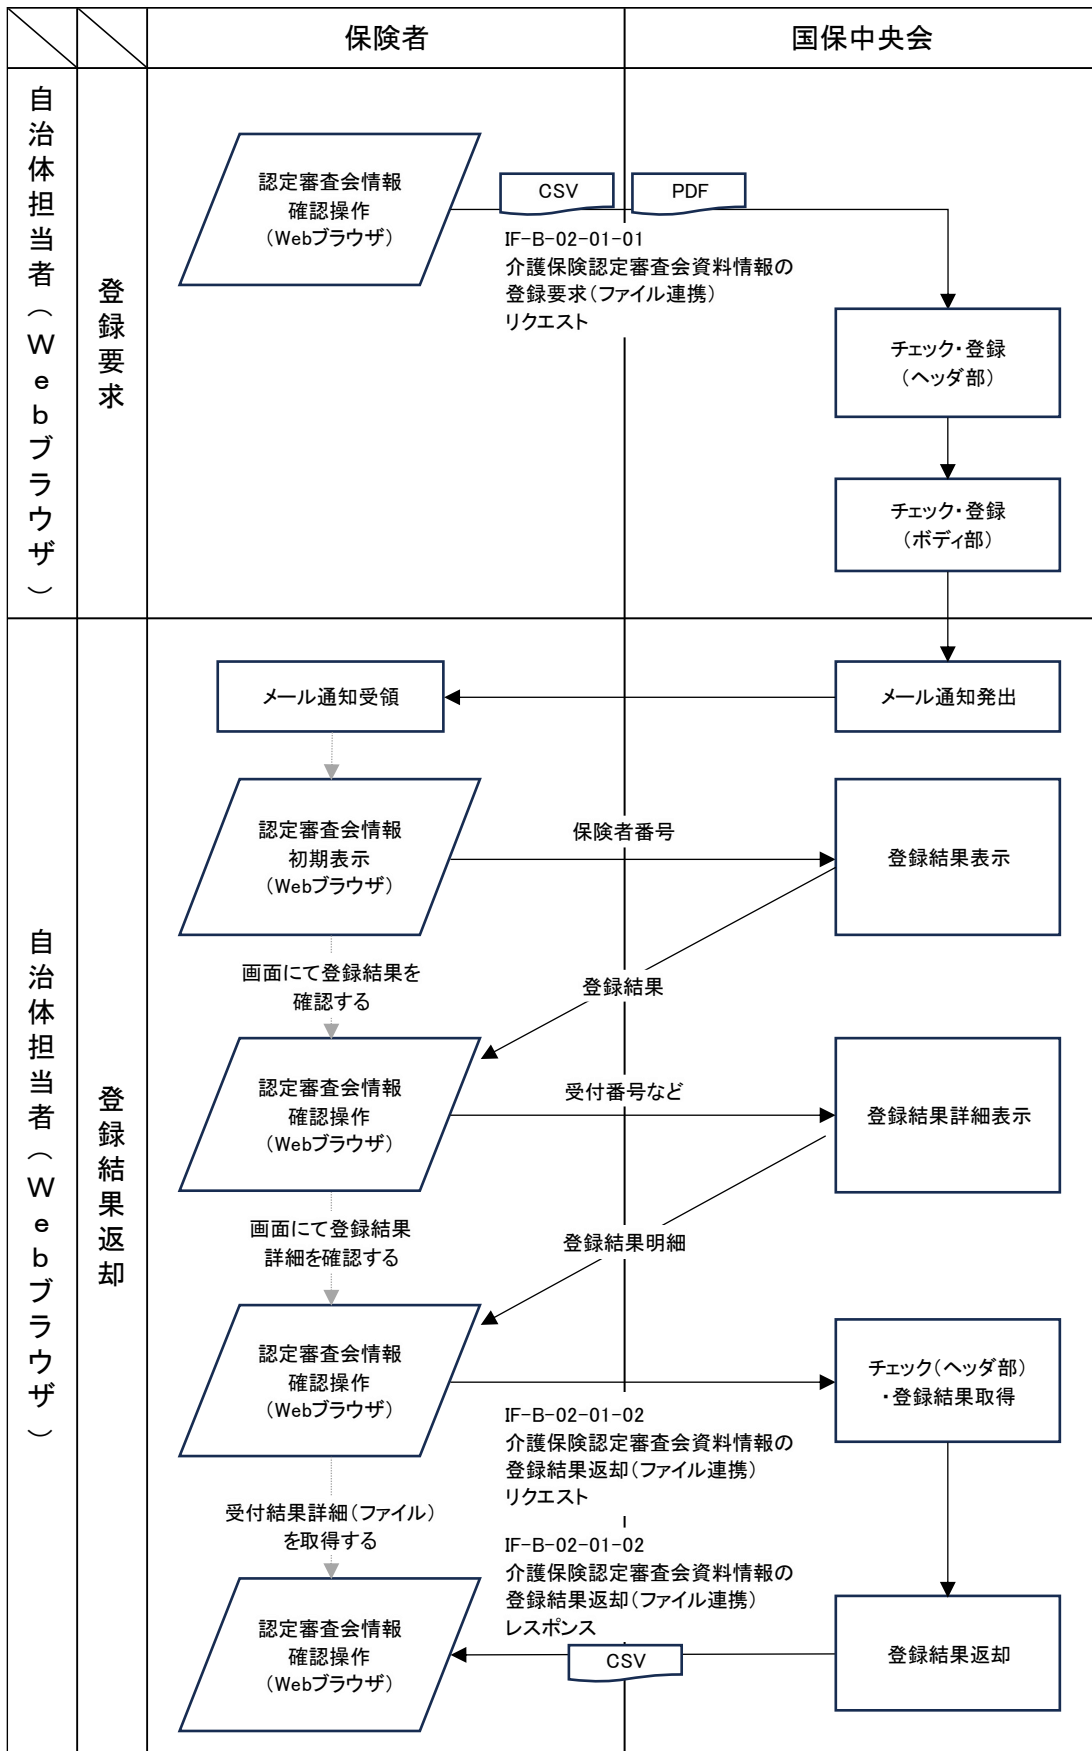 保険者
国保中央会
自治体担当者（Webブラウザ）
登録要求
認定審査会情報
確認操作
（Webブラウザ）
CSV
PDF
IF-B-02-01-01
介護保険認定審査会資料情報の
登録要求（ファイル連携）
リクエスト
チェック・登録
（ヘッダ部）
チェック・登録
（ボディ部）
自治体担当者（Webブラウザ）
登録結果返却
メール通知受領
メール通知発出
認定審査会情報
初期表示
（Webブラウザ）
保険者番号
登録結果表示
画面にて登録結果を
確認する
登録結果
認定審査会情報
確認操作
（Webブラウザ）
受付番号など
登録結果詳細表示
画面にて登録結果
詳細を確認する
登録結果明細
認定審査会情報
確認操作
（Webブラウザ）
チェック（ヘッダ部）
・登録結果取得
IF-B-02-01-02
介護保険認定審査会資料情報の
登録結果返却（ファイル連携）
リクエスト
受付結果詳細（ファイル）
を取得する
IF-B-02-01-02
介護保険認定審査会資料情報の
登録結果返却（ファイル連携）
レスポンス
認定審査会情報
確認操作
（Webブラウザ）
CSV
登録結果返却